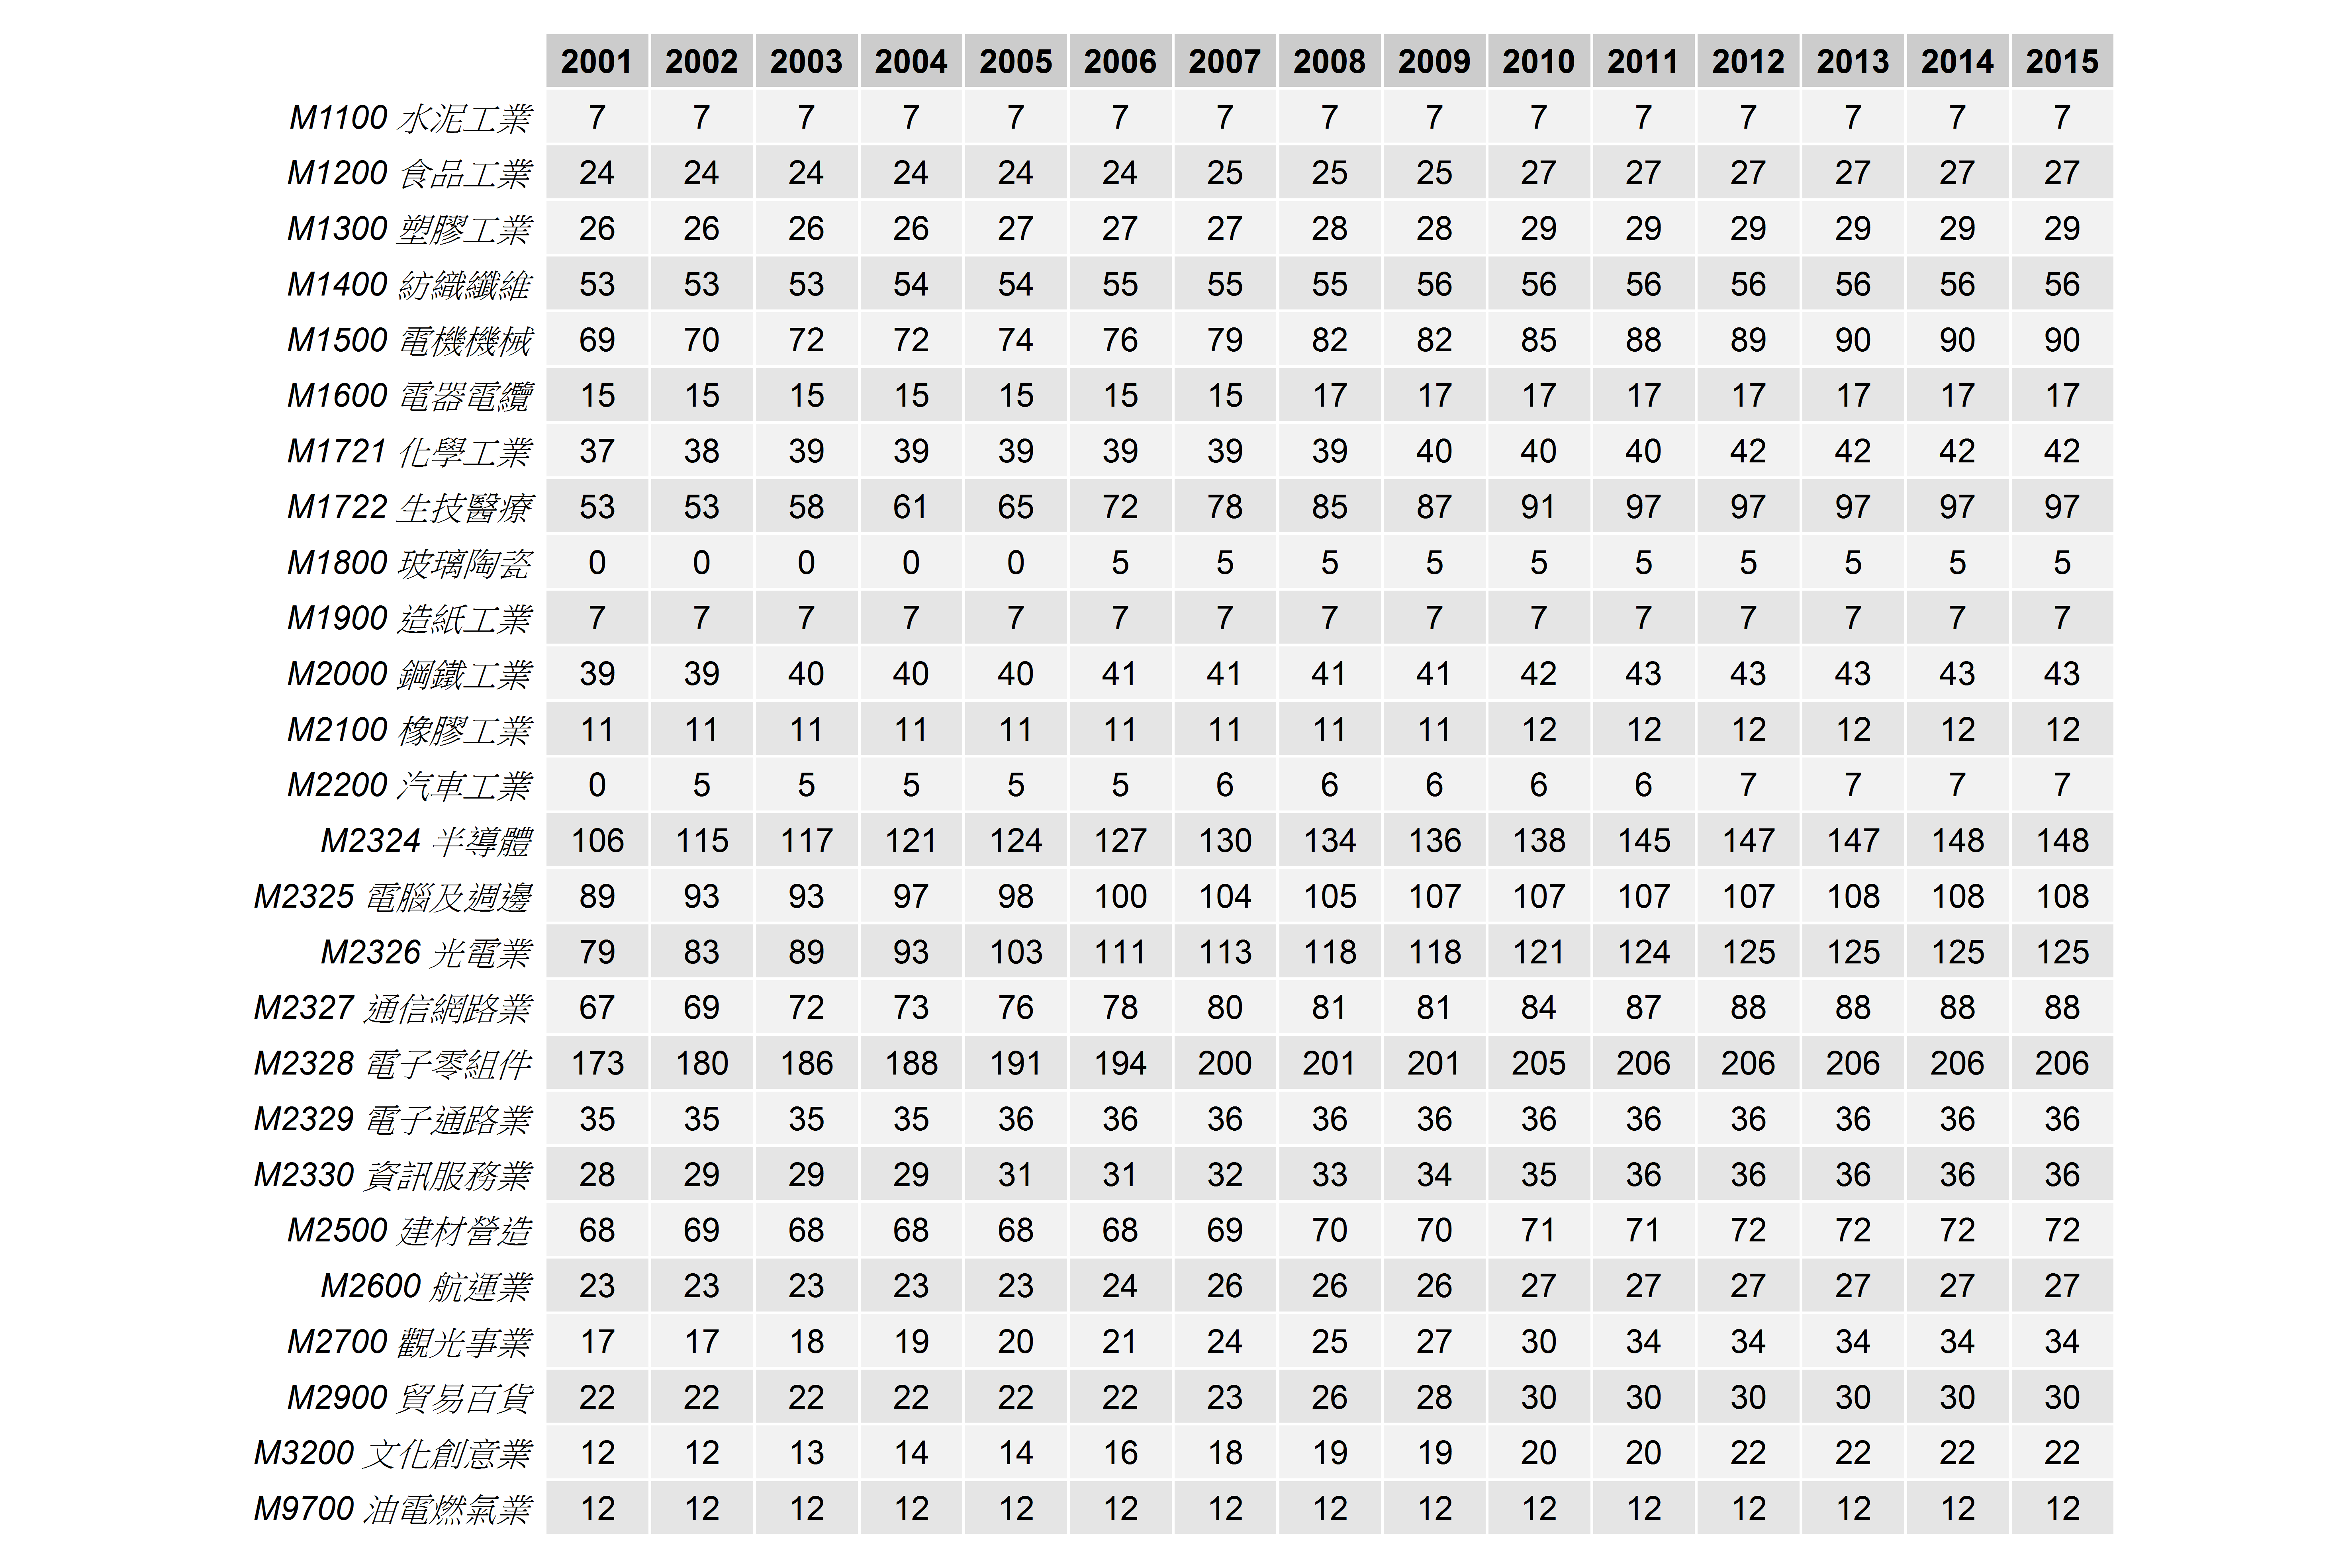 2001 2002 2003 2004 2005 2006 2007 2008 2009 2010 2011 2012 2013 2014 2015
M1100 水泥工業 7 7 7 7 7 7 7 7 7 7 7 7 7 7 7
M1200 食品工業 24 24 24 24 24 24 25 25 25 27 27 27 27 27 27
M1300 塑膠工業 26 26 26 26 27 27 27 28 28 29 29 29 29 29 29
M1400 紡織纖維 53 53 53 54 54 55 55 55 56 56 56 56 56 56 56
M1500 電機機械 69 70 72 72 74 76 79 82 82 85 88 89 90 90 90
M1600 電器電纜 15 15 15 15 15 15 15 17 17 17 17 17 17 17 17
M1721 化學工業 37 38 39 39 39 39 39 39 40 40 40 42 42 42 42
M1722 生技醫療 53 53 58 61 65 72 78 85 87 91 97 97 97 97 97
M1800 玻璃陶瓷 0 0 0 0 0 5 5 5 5 5 5 5 5 5 5
M1900 造紙工業 7 7 7 7 7 7 7 7 7 7 7 7 7 7 7
M2000 鋼鐵工業 39 39 40 40 40 41 41 41 41 42 43 43 43 43 43
M2100 橡膠工業 11 11 11 11 11 11 11 11 11 12 12 12 12 12 12
M2200 汽車工業 0 5 5 5 5 5 6 6 6 6 6 7 7 7 7
M2324 半導體 106 115 117 121 124 127 130 134 136 138 145 147 147 148 148
M2325 電腦及週邊 89 93 93 97 98 100 104 105 107 107 107 107 108 108 108
M2326 光電業 79 83 89 93 103 111 113 118 118 121 124 125 125 125 125
M2327 通信網路業 67 69 72 73 76 78 80 81 81 84 87 88 88 88 88
M2328 電子零組件 173 180 186 188 191 194 200 201 201 205 206 206 206 206 206
M2329 電子通路業 35 35 35 35 36 36 36 36 36 36 36 36 36 36 36
M2330 資訊服務業 28 29 29 29 31 31 32 33 34 35 36 36 36 36 36
M2500 建材營造 68 69 68 68 68 68 69 70 70 71 71 72 72 72 72
M2600 航運業 23 23 23 23 23 24 26 26 26 27 27 27 27 27 27
M2700 觀光事業 17 17 18 19 20 21 24 25 27 30 34 34 34 34 34
M2900 貿易百貨 22 22 22 22 22 22 23 26 28 30 30 30 30 30 30
M3200 文化創意業 12 12 13 14 14 16 18 19 19 20 20 22 22 22 22
M9700 油電燃氣業 12 12 12 12 12 12 12 12 12 12 12 12 12 12 12